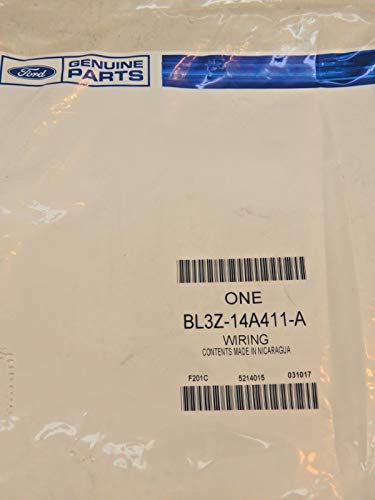 Ford
GENUINE
PARTS
ONE
BL3Z-14A411-A
WIRING
CONTENTS MADE IN NICARAGUA
F201C 5214015 031017